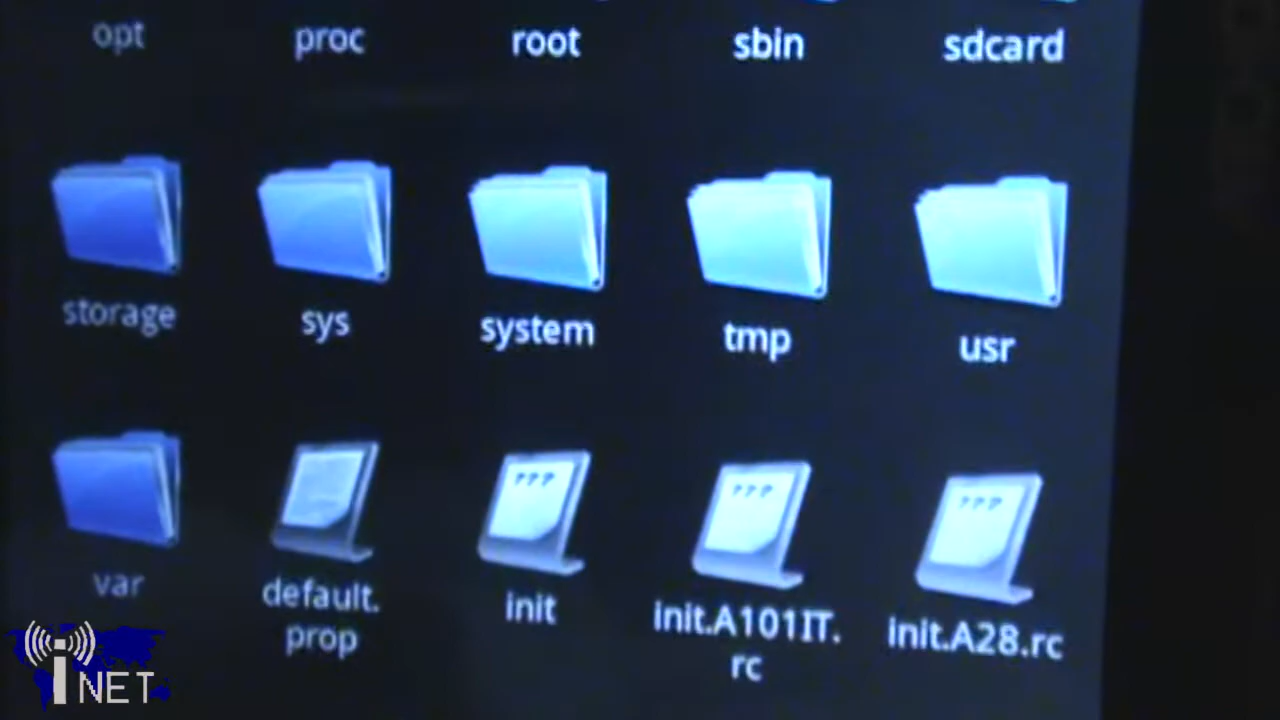 opt proc root sbin sdcard
storage sys system tmp usr
var default.
prop init init.A101IT.
rc init.A28.rc
???
???
???
i NET